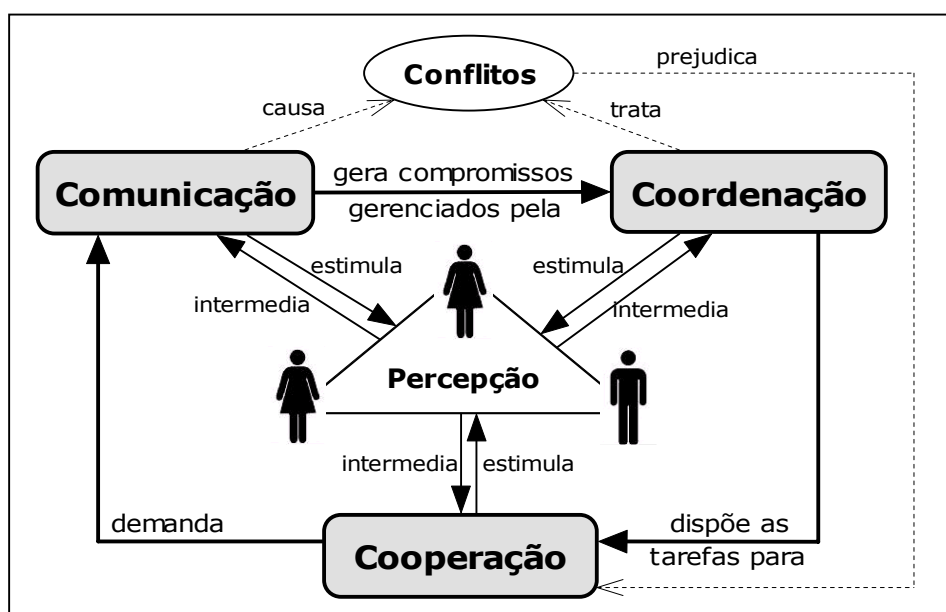 Conflitos
prejudica
causa
trata
Comunicação
gera compromissos
gerenciados pela
Coordenação
estimula
intermedia
estimula
intermedia
Percepção
intermedia
estimula
demanda
Cooperação
dispõe as
tarefas para